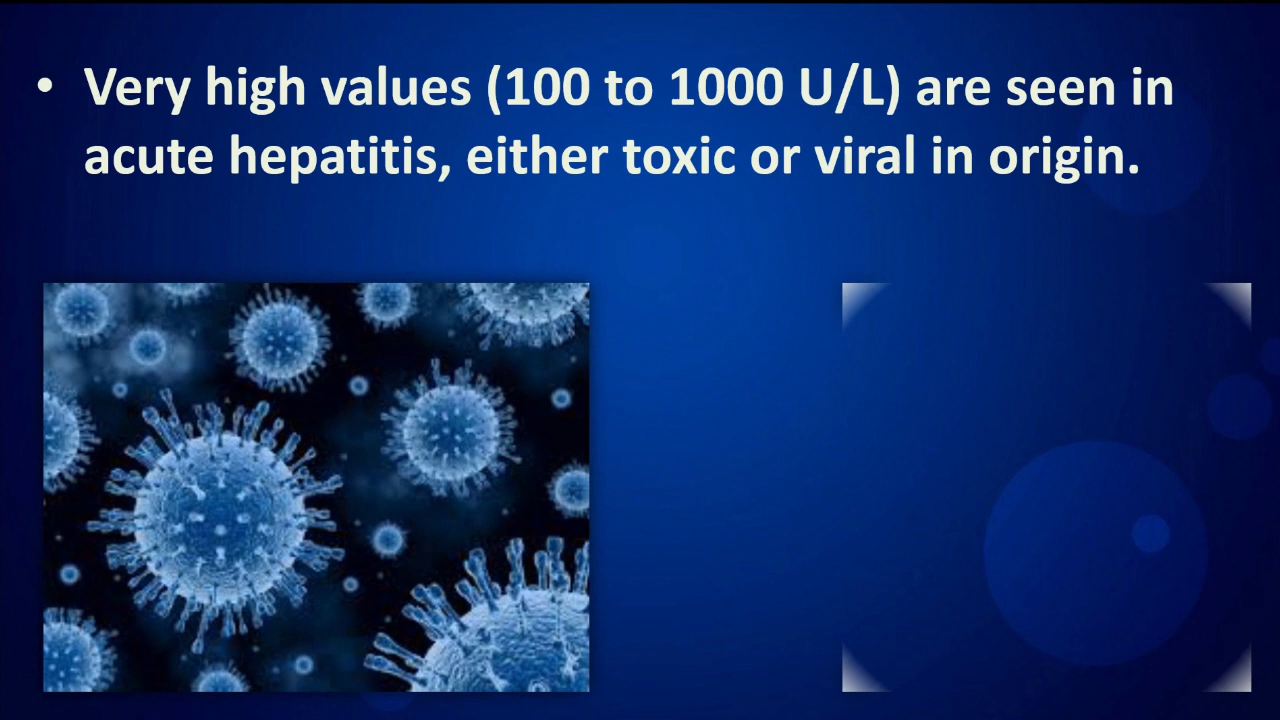 • Very high values (100 to 1000 U/L) are seen in
acute hepatitis, either toxic or viral in origin.